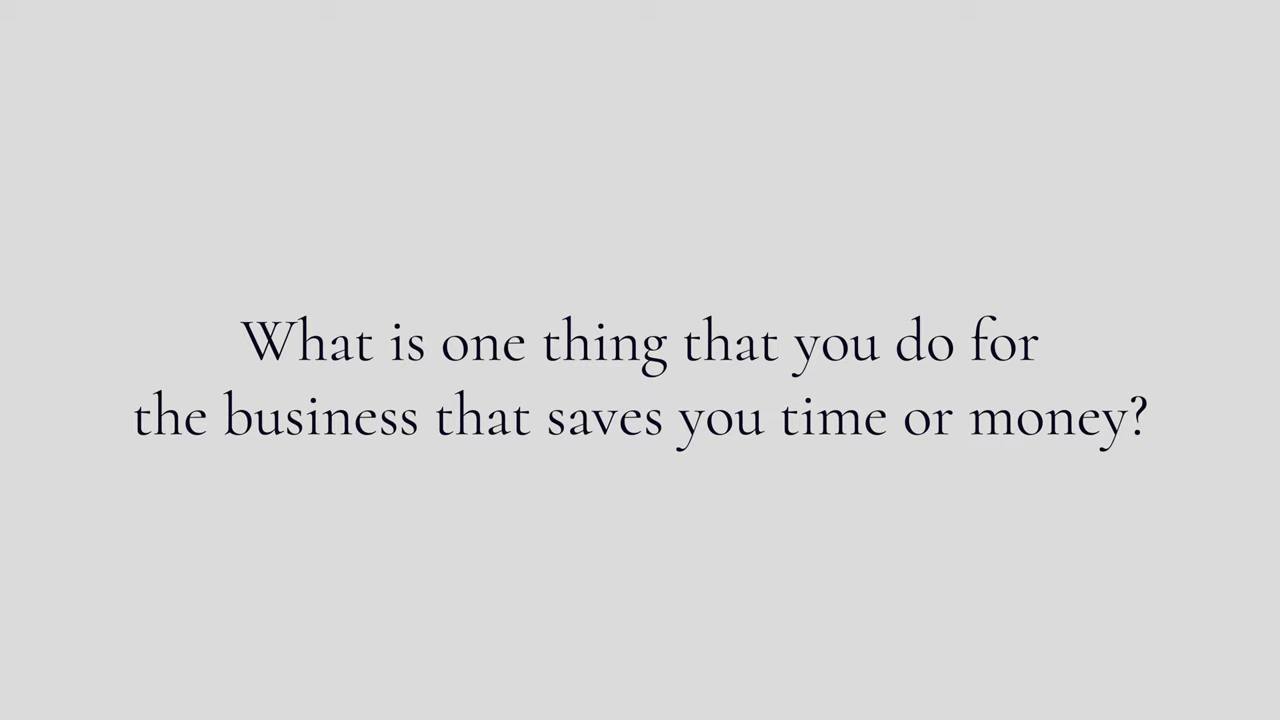 What is one thing that you do for
the business that saves you time or money?